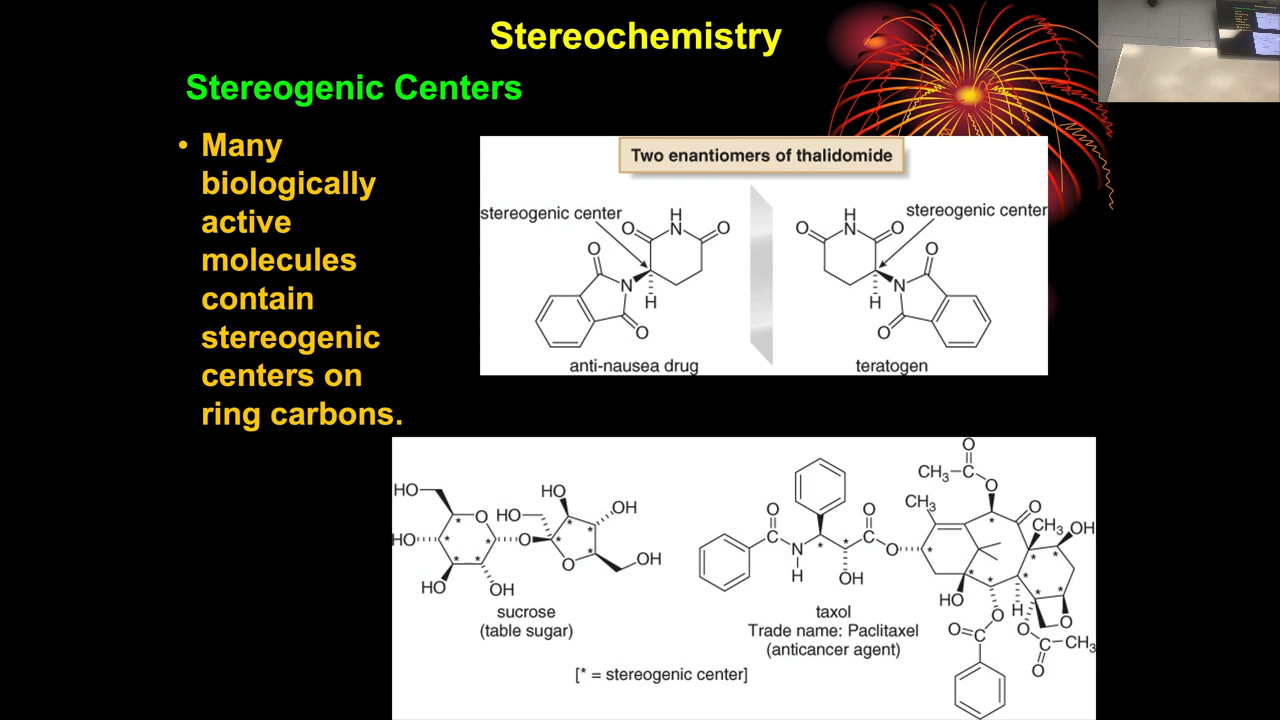 Stereochemistry
Stereogenic Centers
• Many
biologically
active
molecules
contain
stereogenic
centers on
ring carbons.
Two enantiomers of thalidomide
stereogenic center
H
O
N
O
O
N
H
O
anti-nausea drug
stereogenic center
H
O
N
O
O
N
H
O
teratogen
HO
HO
O
HO
OH
O
HO
HO
OH
O
OH
sucrose
(table sugar)
O
N
H
O
OH
O
CH₃
CH₃–C
O
O
O
CH₃
OH
HO
H
O
O
C
O
O
C
CH₃
O
taxol
Trade name: Paclitaxel
(anticancer agent)
[* = stereogenic center]